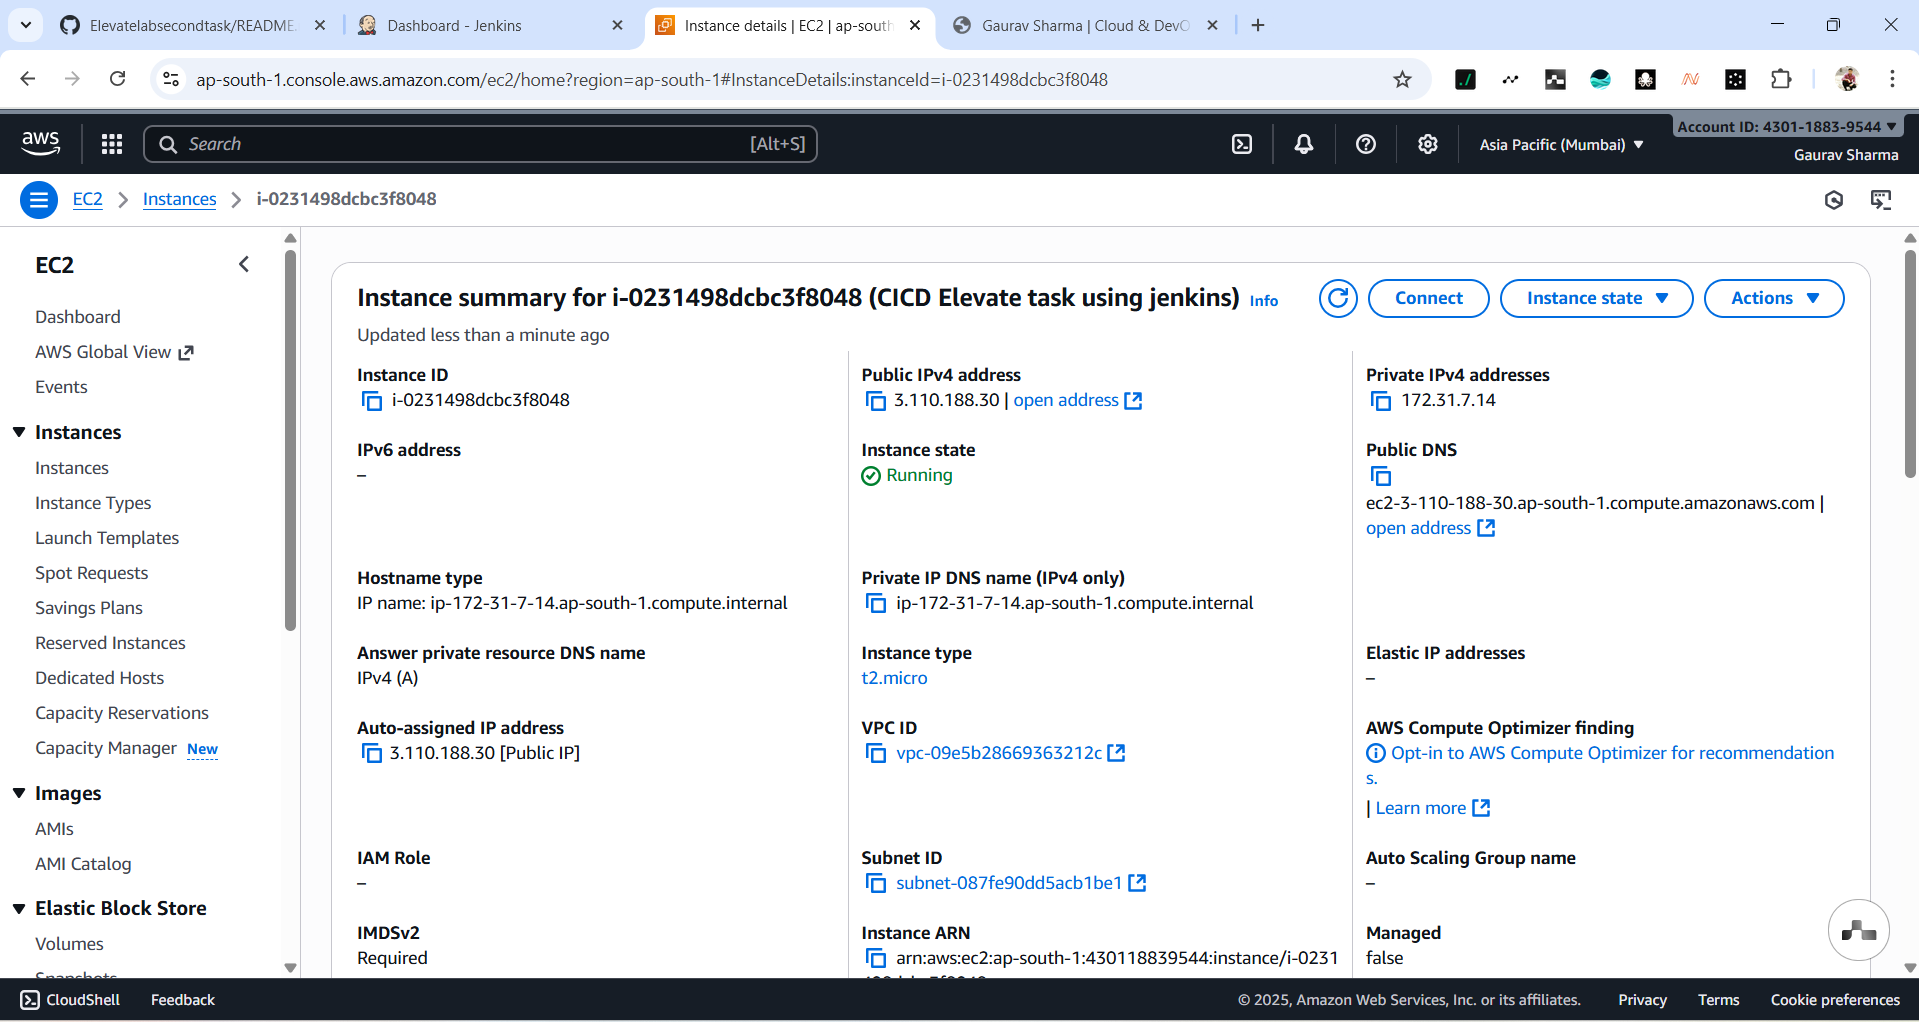 Elevatelabsecondtask/README.
Dashboard - Jenkins
Instance details | EC2 | ap-south
Gaurav Sharma | Cloud & DevO
ap-south-1.console.aws.amazon.com/ec2/home?region=ap-south-1#InstanceDetails:instanceId=i-0231498dcbc3f8048
aws
Search
[Alt+S]
Asia Pacific (Mumbai)
Account ID: 4301-1883-9544
Gaurav Sharma
EC2
Instances
i-0231498dcbc3f8048
EC2
Dashboard
AWS Global View
Events
Instances
Instances
Instance Types
Launch Templates
Spot Requests
Savings Plans
Reserved Instances
Dedicated Hosts
Capacity Reservations
Capacity Manager New
Images
AMIs
AMI Catalog
Elastic Block Store
Volumes
Snapshots
Instance summary for i-0231498dcbc3f8048 (CICD Elevate task using jenkins) Info
Updated less than a minute ago
Connect
Instance state
Actions
Instance ID
i-0231498dcbc3f8048
Public IPv4 address
3.110.188.30 | open address
Private IPv4 addresses
172.31.7.14
IPv6 address
–
Instance state
Running
Public DNS
ec2-3-110-188-30.ap-south-1.compute.amazonaws.com |
open address
Hostname type
IP name: ip-172-31-7-14.ap-south-1.compute.internal
Private IP DNS name (IPv4 only)
ip-172-31-7-14.ap-south-1.compute.internal
Answer private resource DNS name
IPv4 (A)
Instance type
t2.micro
Elastic IP addresses
–
Auto-assigned IP address
3.110.188.30 [Public IP]
VPC ID
vpc-09e5b28669363212c
AWS Compute Optimizer finding
Opt-in to AWS Compute Optimizer for recommendation
s.
| Learn more
IAM Role
–
Subnet ID
subnet-087fe90dd5acb1be1
Auto Scaling Group name
–
IMDSv2
Required
Instance ARN
arn:aws:ec2:ap-south-1:430118839544:instance/i-0231
Managed
false
CloudShell
Feedback
© 2025, Amazon Web Services, Inc. or its affiliates.
Privacy
Terms
Cookie preferences